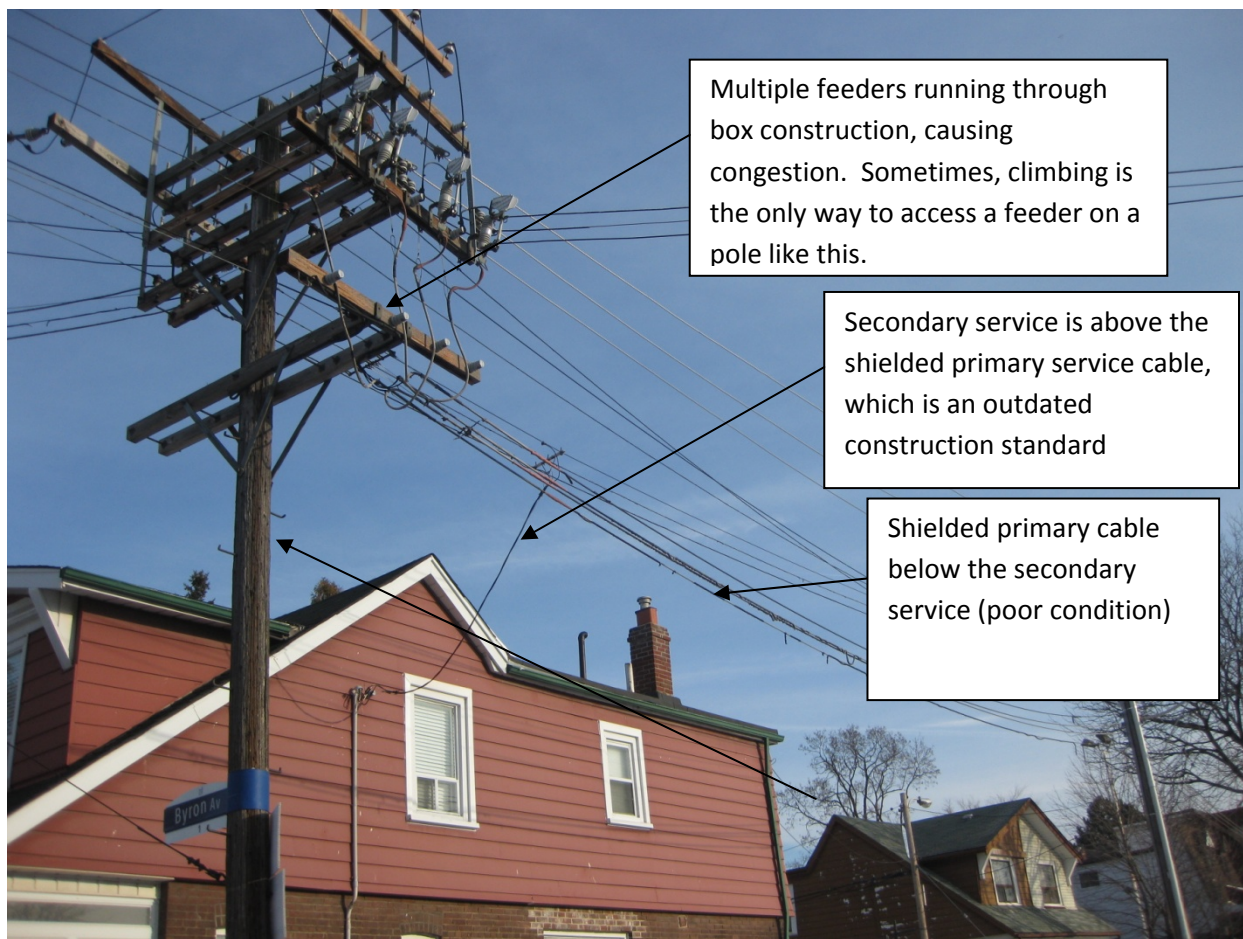 Multiple feeders running through
box construction, causing
congestion. Sometimes, climbing is
the only way to access a feeder on a
pole like this.
Secondary service is above the
shielded primary service cable,
which is an outdated
construction standard
Shielded primary cable
below the secondary
service (poor condition)
Byron Av